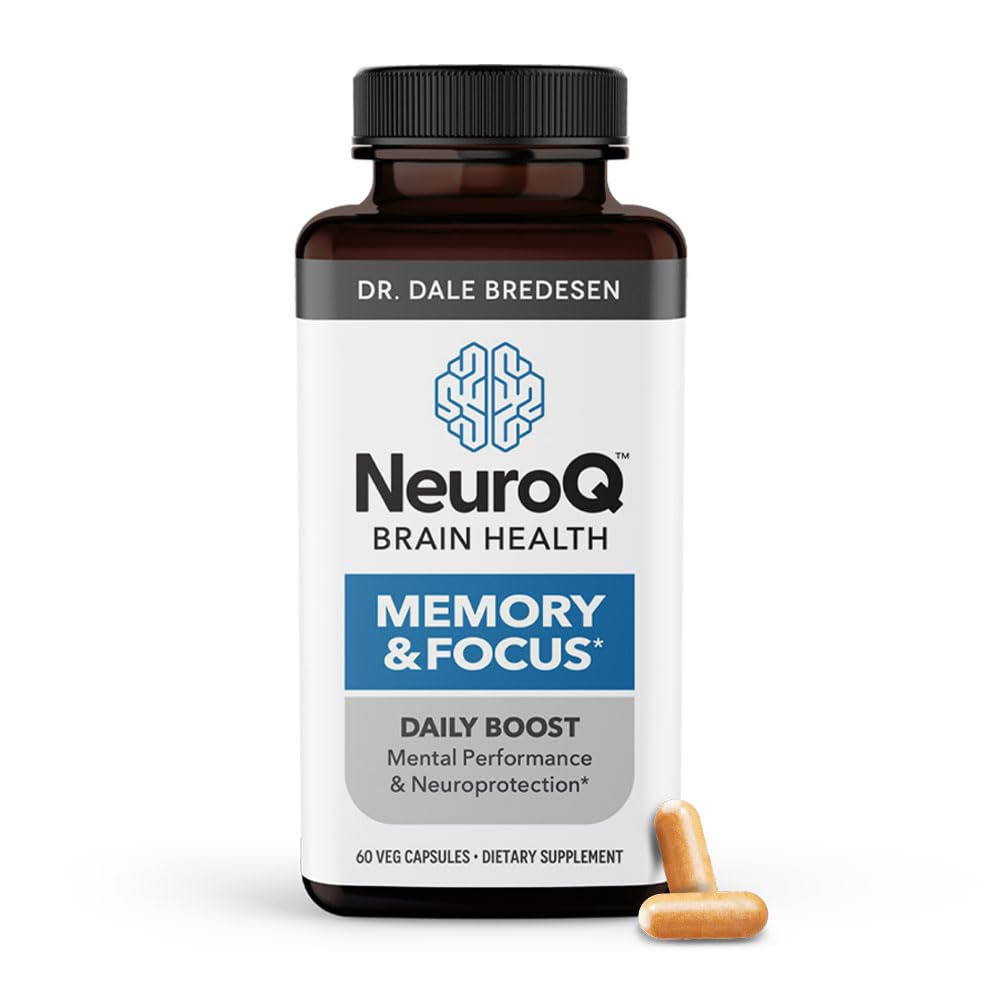 DR. DALE BREDESEN
NeuroQ™
BRAIN HEALTH
MEMORY
& FOCUS*
DAILY BOOST
Mental Performance
& Neuroprotection*
60 VEG CAPSULES • DIETARY SUPPLEMENT